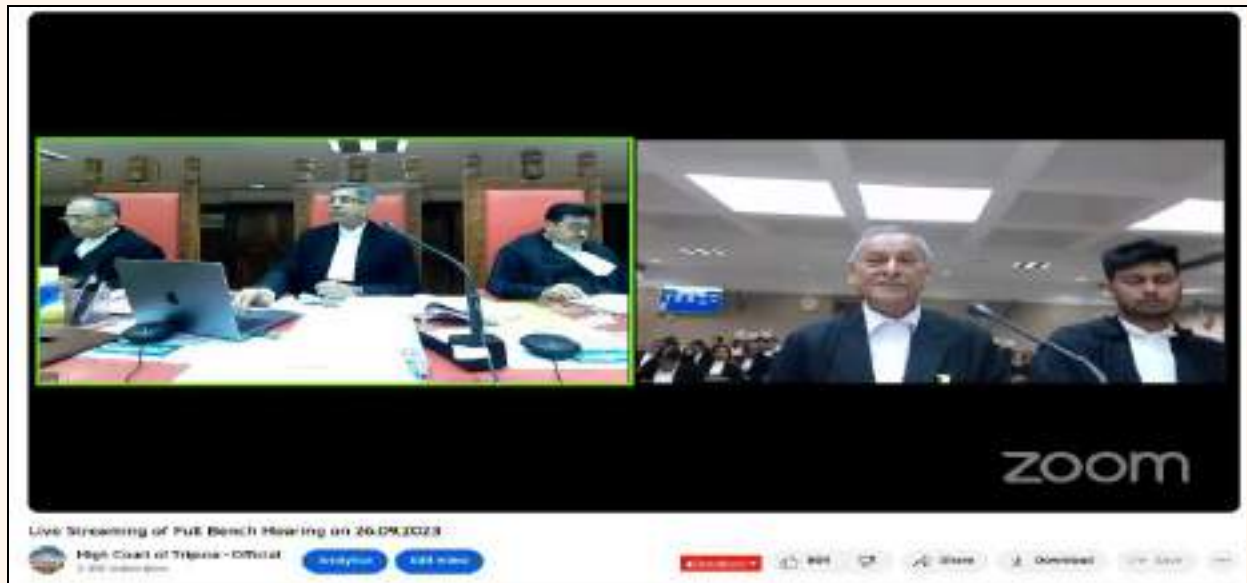 zoom
Live Streaming of Full Bench Hearing on 26.09.2023
High Court of Tripura - Official
Analytics
Edit video
Share
Download
Save